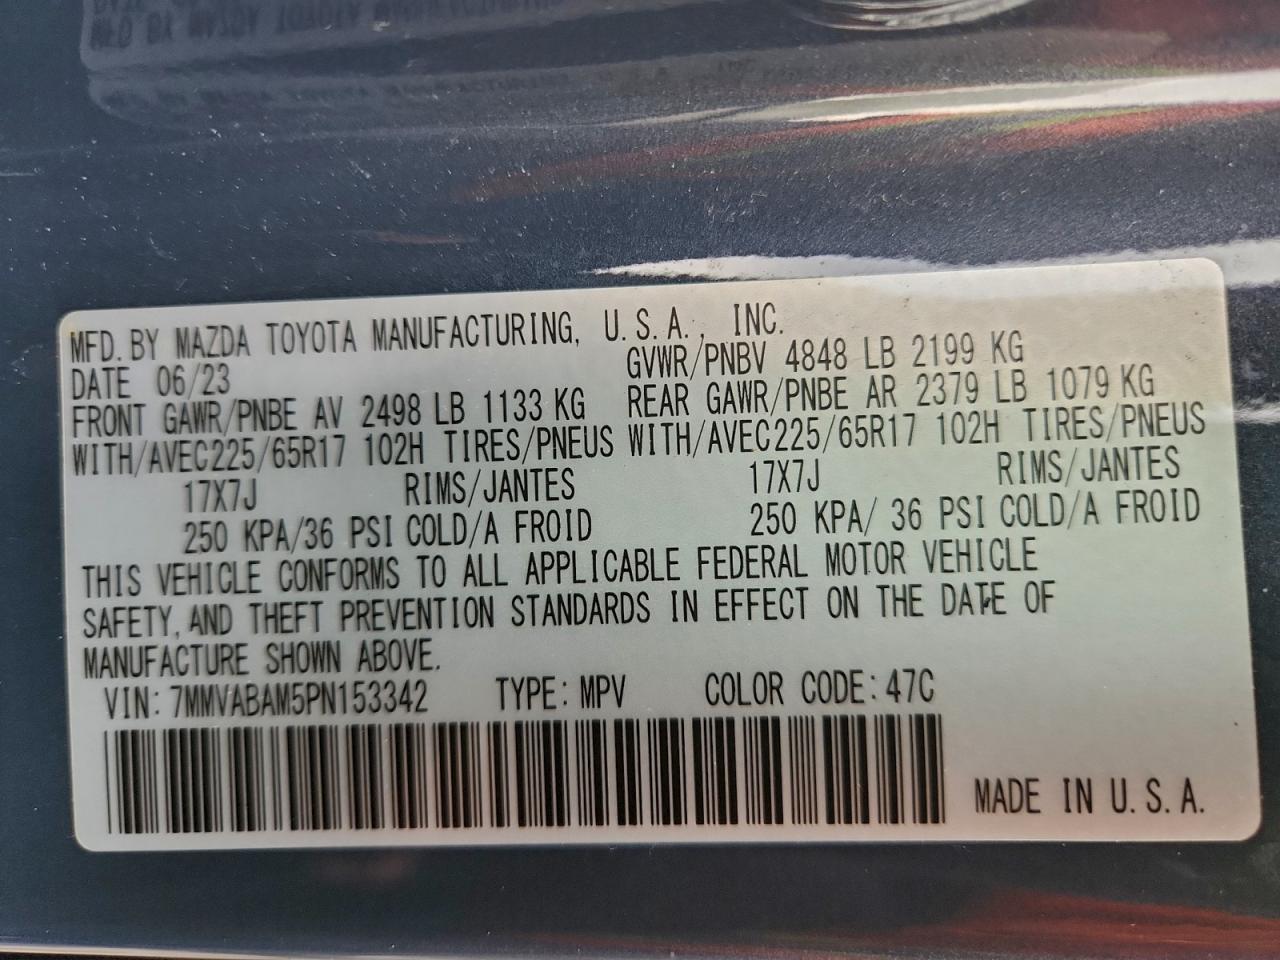 MFD. BY MAZDA TOYOTA MANUFACTURING, U. S. A., INC.
DATE 06/23 GVWR/PNBV 4848 LB 2199 KG
FRONT GAWR/PNBE AV 2498 LB 1133 KG REAR GAWR/PNBE AR 2379 LB 1079 KG
WITH/AVEC225/65R17 102H TIRES/PNEUS WITH/AVEC225/65R17 102H TIRES/PNEUS
17X7J RIMS/JANTES 17X7J RIMS/JANTES
250 KPA/36 PSI COLD/A FROID 250 KPA/ 36 PSI COLD/A FROID
THIS VEHICLE CONFORMS TO ALL APPLICABLE FEDERAL MOTOR VEHICLE
SAFETY, AND THEFT PREVENTION STANDARDS IN EFFECT ON THE DATE OF
MANUFACTURE SHOWN ABOVE.
VIN: 7MMVABAM5PN153342 TYPE: MPV COLOR CODE: 47C
MADE IN U. S. A.